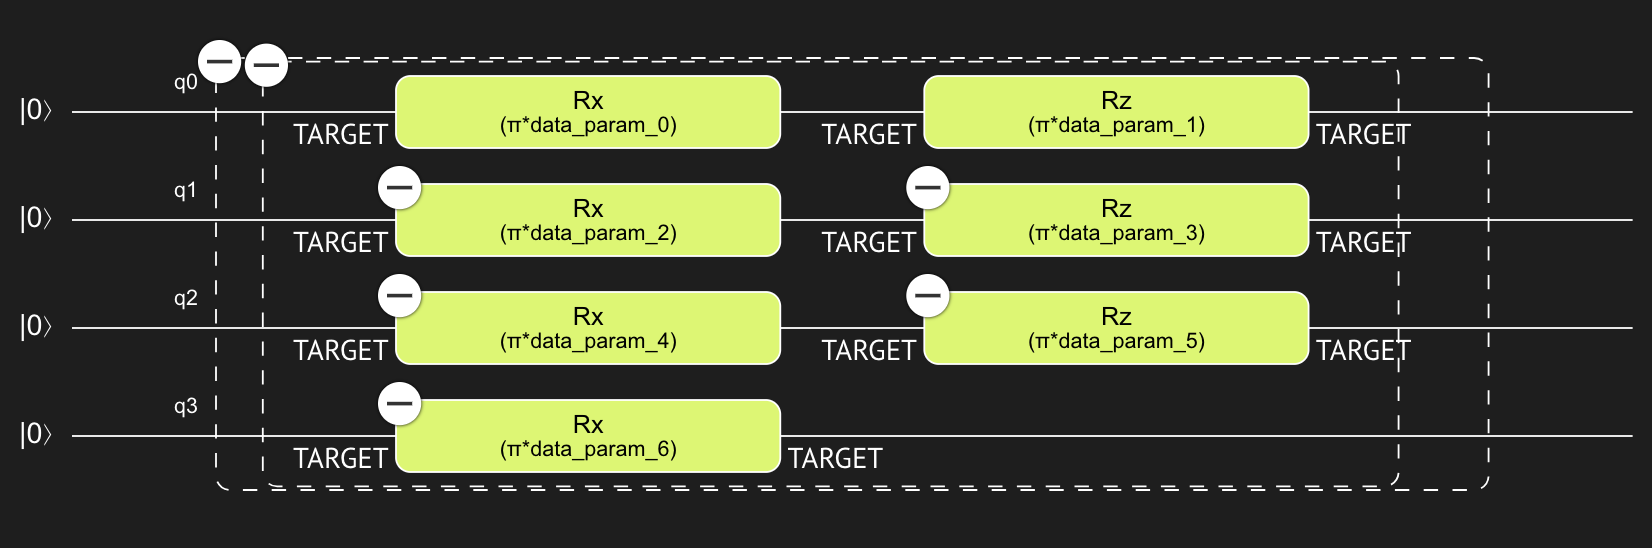 q0
|0⟩
Rx
(π*data_param_0)
Rz
(π*data_param_1)
TARGET
TARGET
TARGET
q1
|0⟩
Rx
(π*data_param_2)
Rz
(π*data_param_3)
TARGET
TARGET
TARGET
q2
|0⟩
Rx
(π*data_param_4)
Rz
(π*data_param_5)
TARGET
TARGET
TARGET
q3
|0⟩
Rx
(π*data_param_6)
TARGET
TARGET